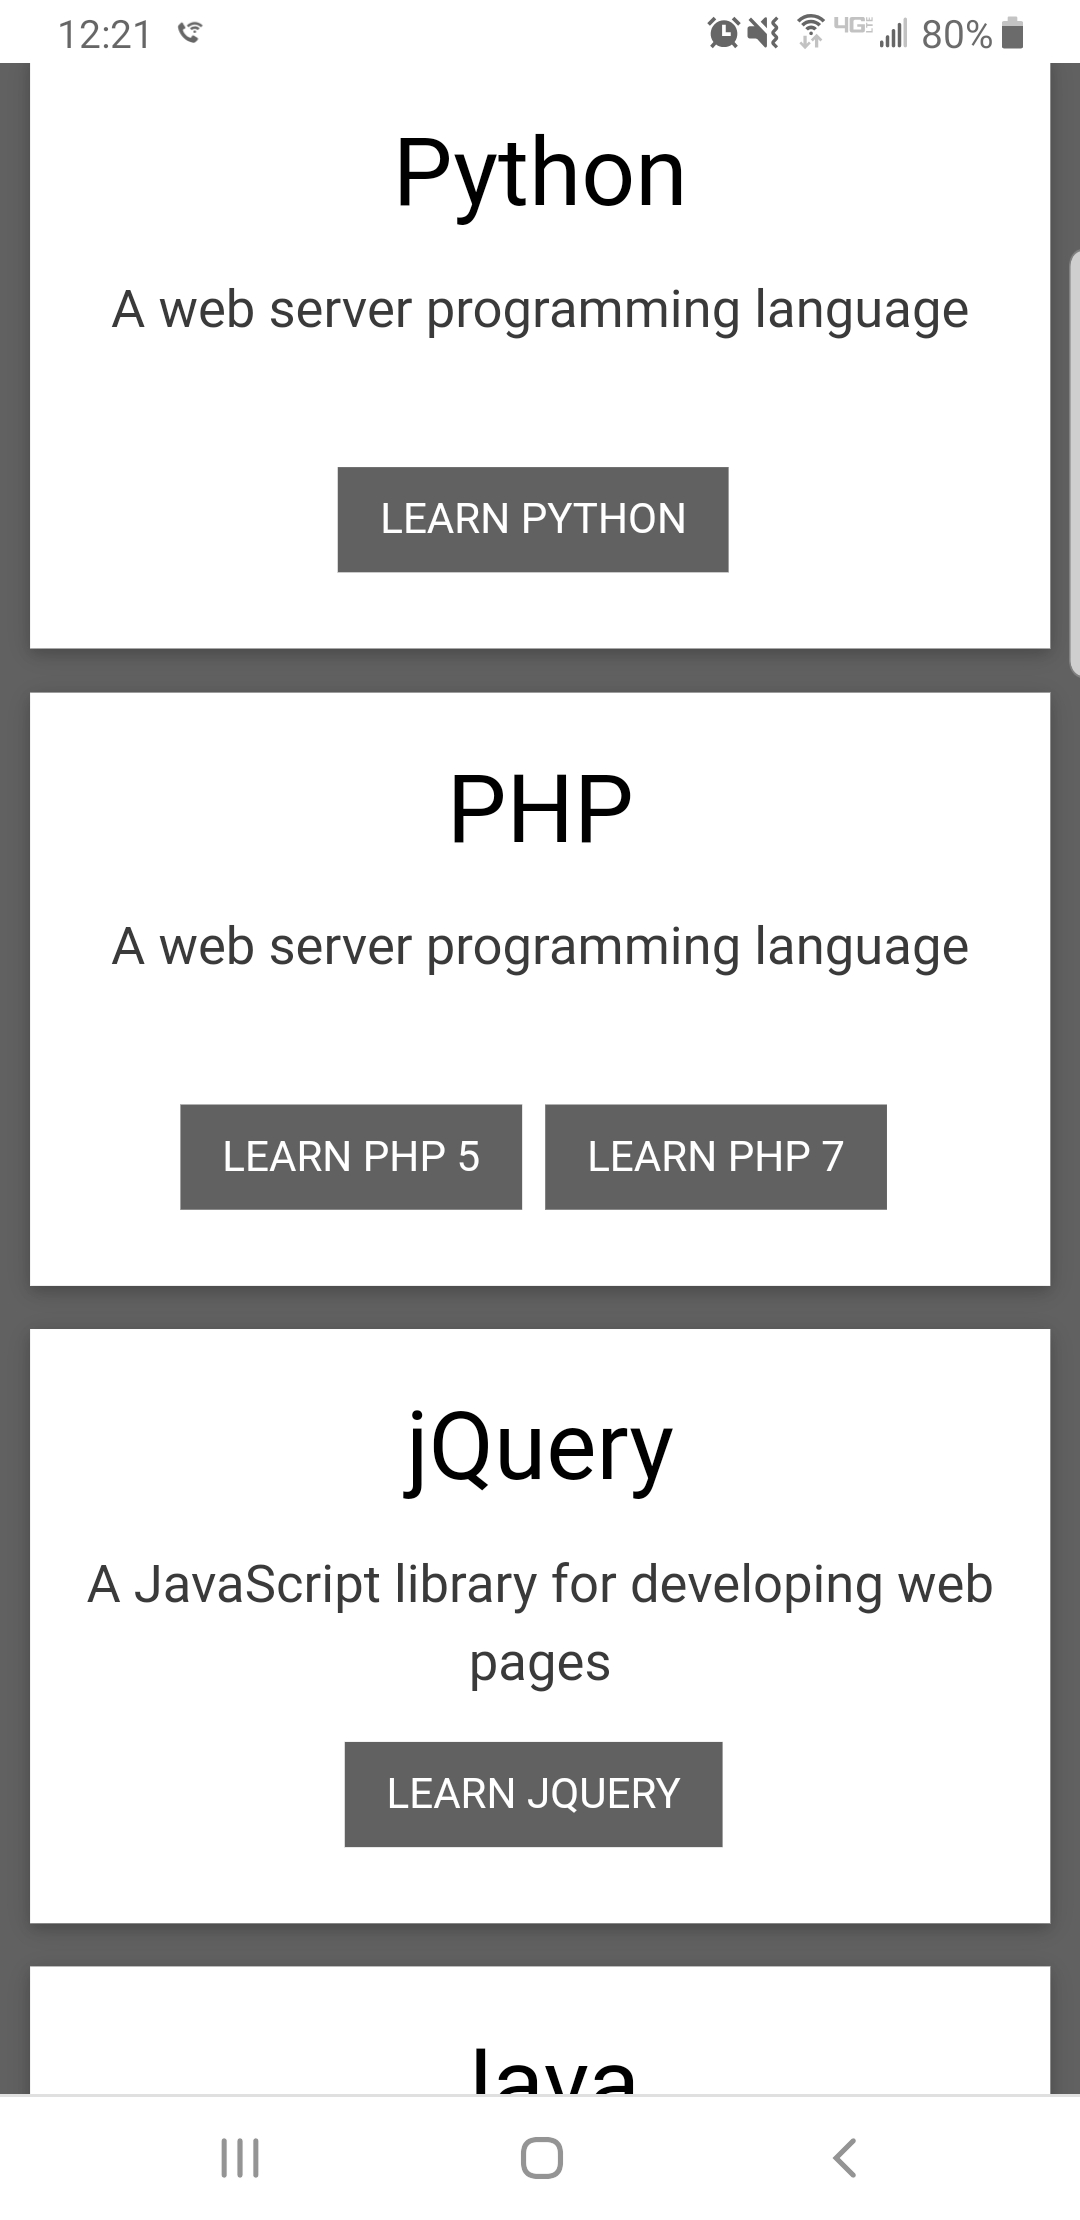 12:21
4G LTE 80%
Python
A web server programming language
LEARN PYTHON
PHP
A web server programming language
LEARN PHP 5 LEARN PHP 7
jQuery
A JavaScript library for developing web
pages
LEARN JQUERY
Java